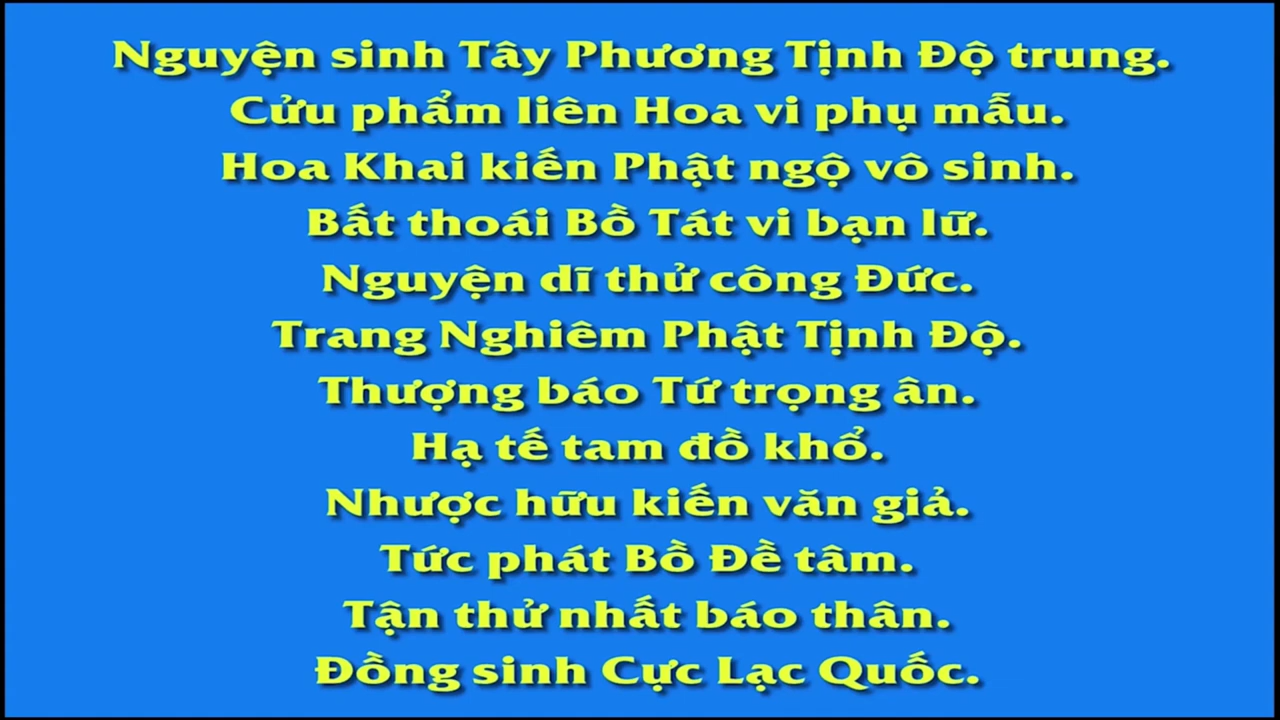 Nguyện sinh Tây Phương Tịnh Độ trung.
Cửu phẩm liên Hoa vi phụ mẫu.
Hoa Khai kiến Phật ngộ vô sinh.
Bất thoái Bồ Tát vi bạn lữ.
Nguyện dĩ thử công Đức.
Trang Nghiêm Phật Tịnh Độ.
Thượng báo Tứ trọng ân.
Hạ tế tam đồ khổ.
Nhược hữu kiến văn giả.
Tức phát Bồ Đề tâm.
Tận thử nhất báo thân.
Đồng sinh Cực Lạc Quốc.